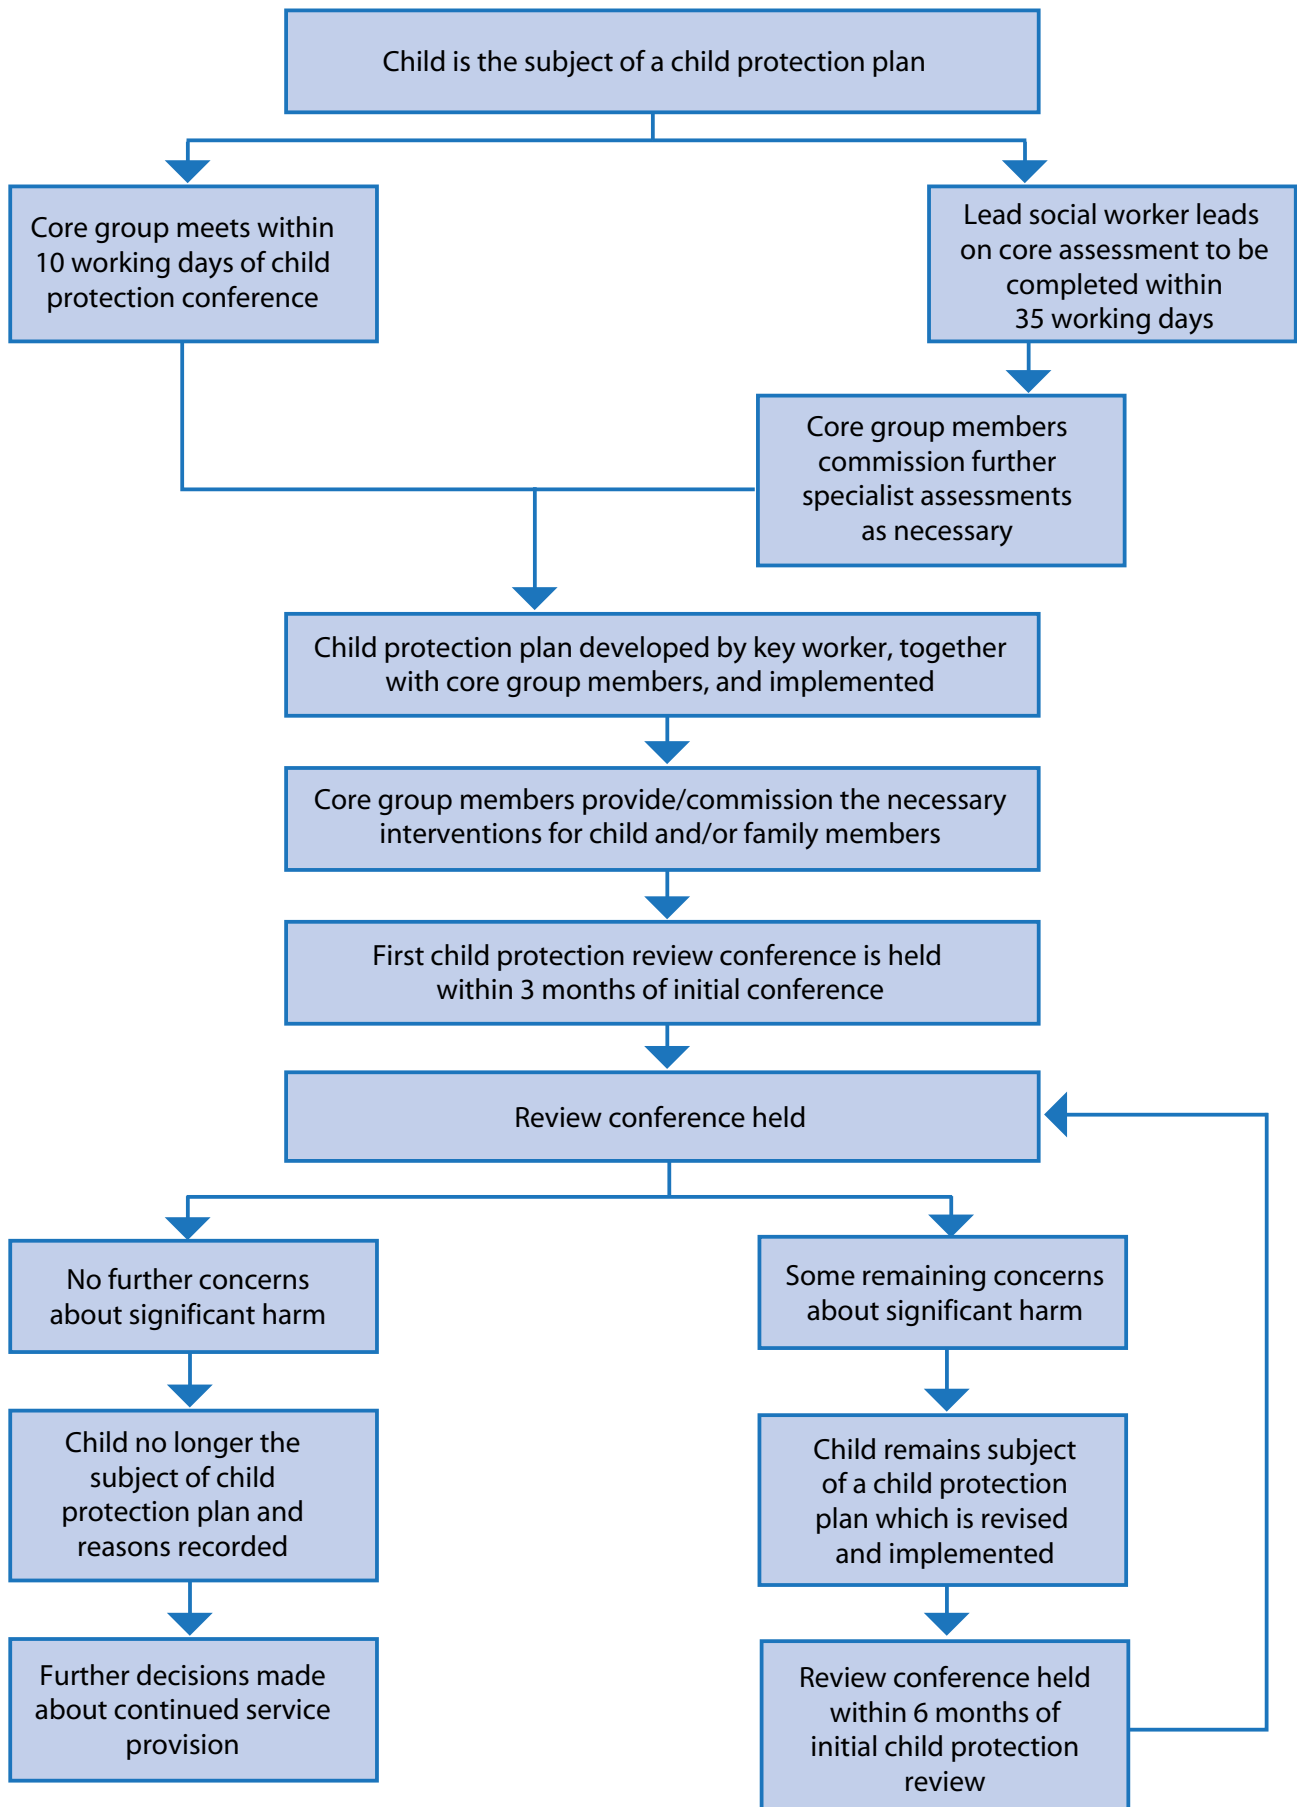 Child is the subject of a child protection plan
Core group meets within
10 working days of child
protection conference
Lead social worker leads
on core assessment to be
completed within
35 working days
Core group members
commission further
specialist assessments
as necessary
Child protection plan developed by key worker, together
with core group members, and implemented
Core group members provide/commission the necessary
interventions for child and/or family members
First child protection review conference is held
within 3 months of initial conference
Review conference held
No further concerns
about significant harm
Some remaining concerns
about significant harm
Child no longer the
subject of child
protection plan and
reasons recorded
Child remains subject
of a child protection
plan which is revised
and implemented
Further decisions made
about continued service
provision
Review conference held
within 6 months of
initial child protection
review